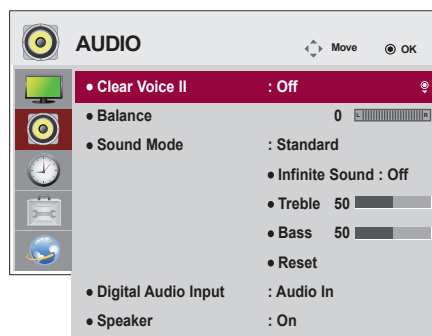 AUDIO Move OK
• Clear Voice II : Off
• Balance 0 L R
• Sound Mode : Standard
• Infinite Sound : Off
• Treble 50
• Bass 50
• Reset
• Digital Audio Input : Audio In
• Speaker : On